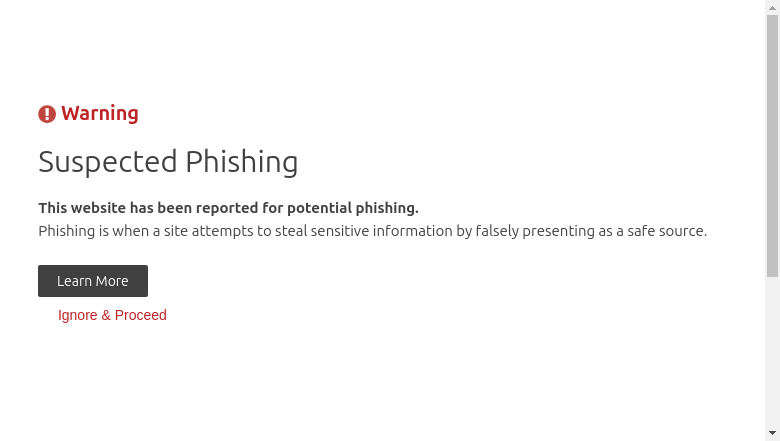 Warning
Suspected Phishing
This website has been reported for potential phishing.
Phishing is when a site attempts to steal sensitive information by falsely presenting as a safe source.
Learn More
Ignore & Proceed